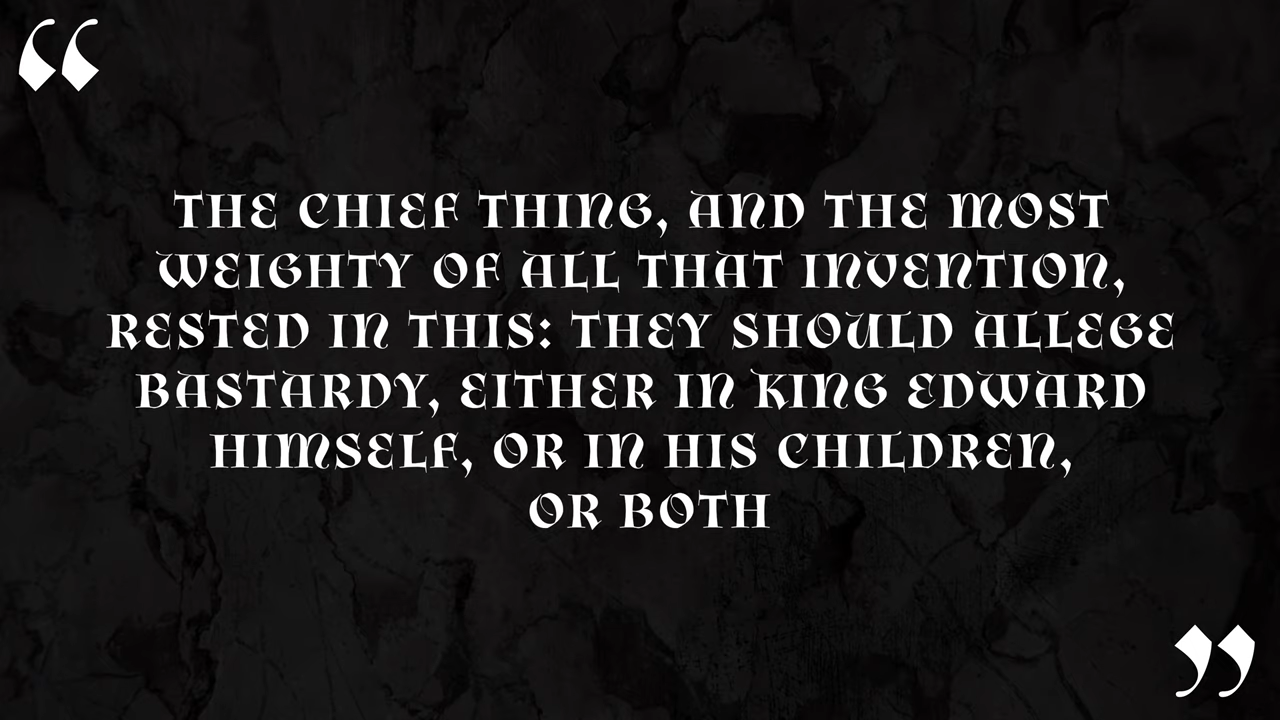 “
THE CHIEF THING, AND THE MOST
WEIGHTY OF ALL THAT INVENTION,
RESTED IN THIS: THEY SHOULD ALLEGE
BASTARDY, EITHER IN KING EDWARD
HIMSELF, OR IN HIS CHILDREN,
OR BOTH
”